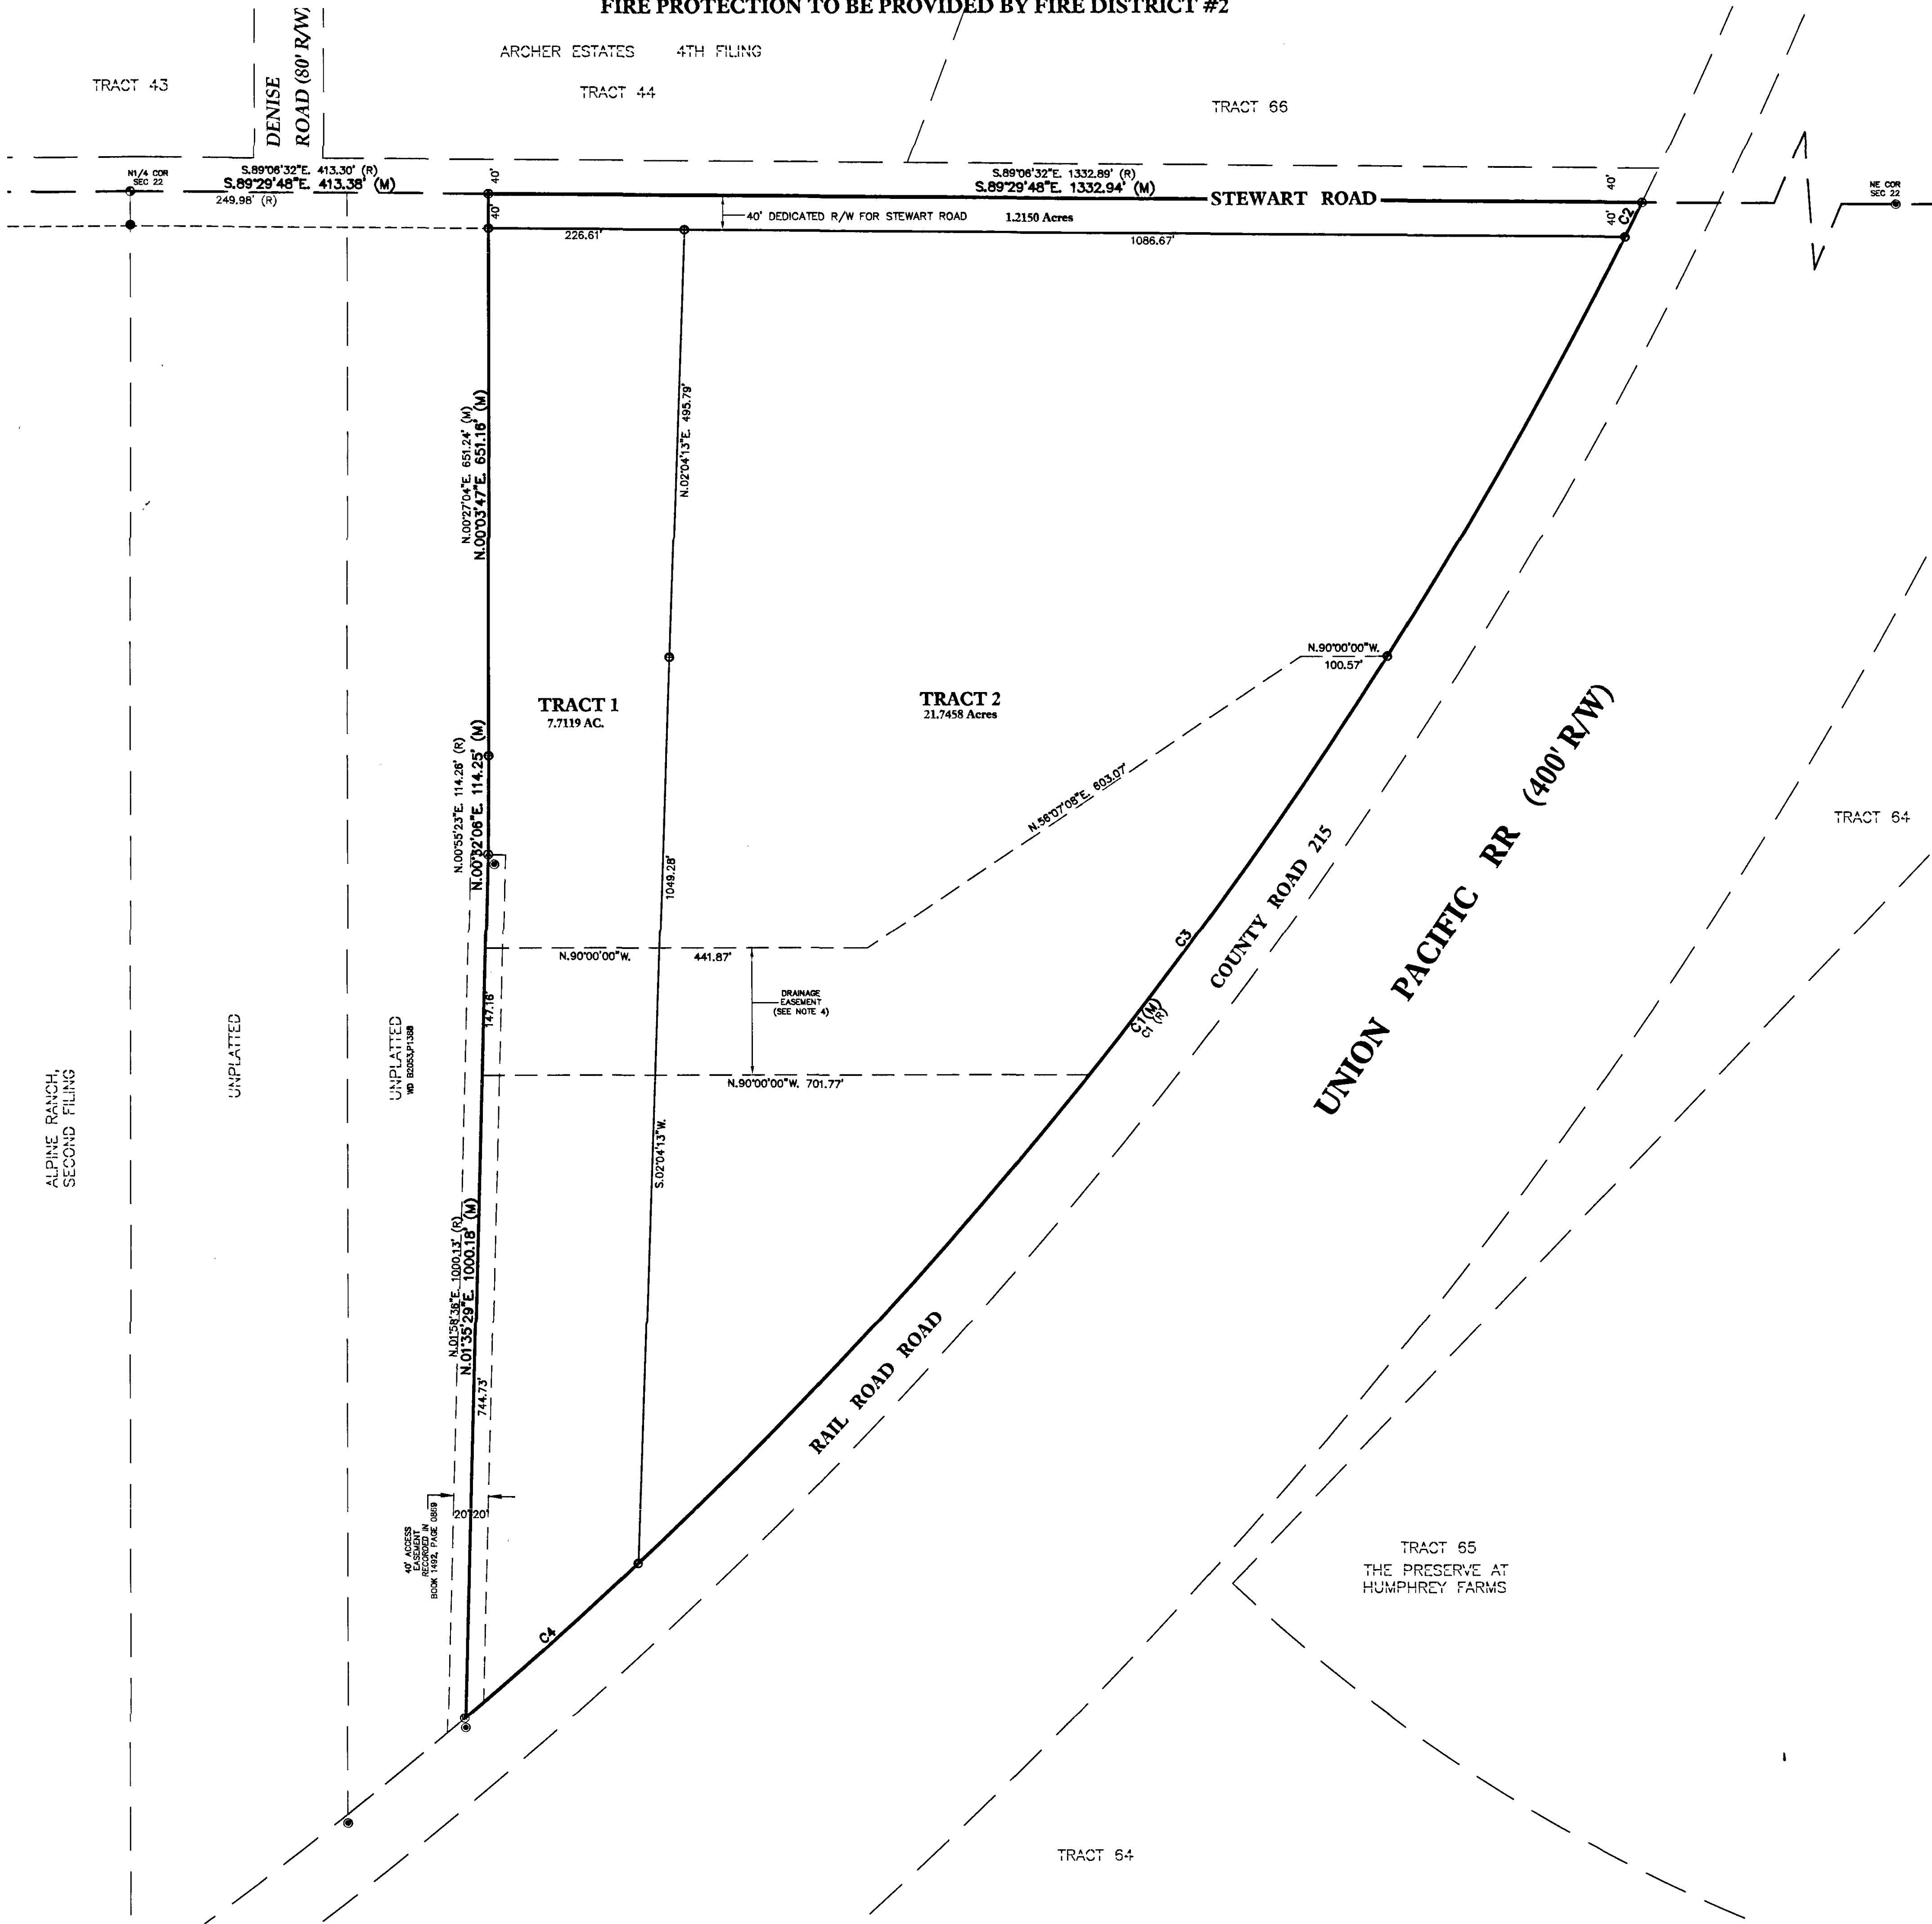 FIRE PROTECTION TO BE PROVIDED BY FIRE DISTRICT #2
ARCHER ESTATES 4TH FILING
TRACT 43
DENISE
ROAD (80' R/W)
TRACT 44
TRACT 66
N1/4 COR
SEC 22
S.89°06'32"E. 413.30' (R)
S.89°29'48"E. 413.38' (M)
249.98' (R)
40'
40'
S.89°06'32"E. 1332.89' (R)
S.89°29'48"E. 1332.94' (M)
STEWART ROAD
40'
40'
C2
NE COR
SEC 22
40' DEDICATED R/W FOR STEWART ROAD 1.2150 Acres
226.61'
1086.67'
N.00°27'04"E. 651.24' (M)
N.00°03'47"E. 651.16' (M)
N.02°04'13"E. 495.79'
N.90°00'00"W.
100.57'
TRACT 1
7.7119 AC.
TRACT 2
21.7458 Acres
N.00°55'23"E. 114.26' (R)
N.00°32'06"E. 114.25' (M)
N.56°07'08"E. 603.07'
1049.28'
C3
COUNTY ROAD 215
UNION PACIFIC RR (400' R/W)
TRACT 64
N.90°00'00"W. 441.87'
147.16'
DRAINAGE
EASEMENT
(SEE NOTE 4)
C1(M)
C1 (R)
N.90°00'00"W. 701.77'
S.02°04'13"W.
ALPINE RANCH,
SECOND FILING
UNPLATTED
UNPLATTED
WD B2053,P1388
N.01°58'36"E. 1000.13' (R)
N.01°35'29"E. 1000.18' (M)
744.73'
RAIL ROAD ROAD
20' 20'
40' ACCESS
EASEMENT
RECORDED IN
BOOK 1492, PAGE 0869
C4
TRACT 65
THE PRESERVE AT
HUMPHREY FARMS
TRACT 64